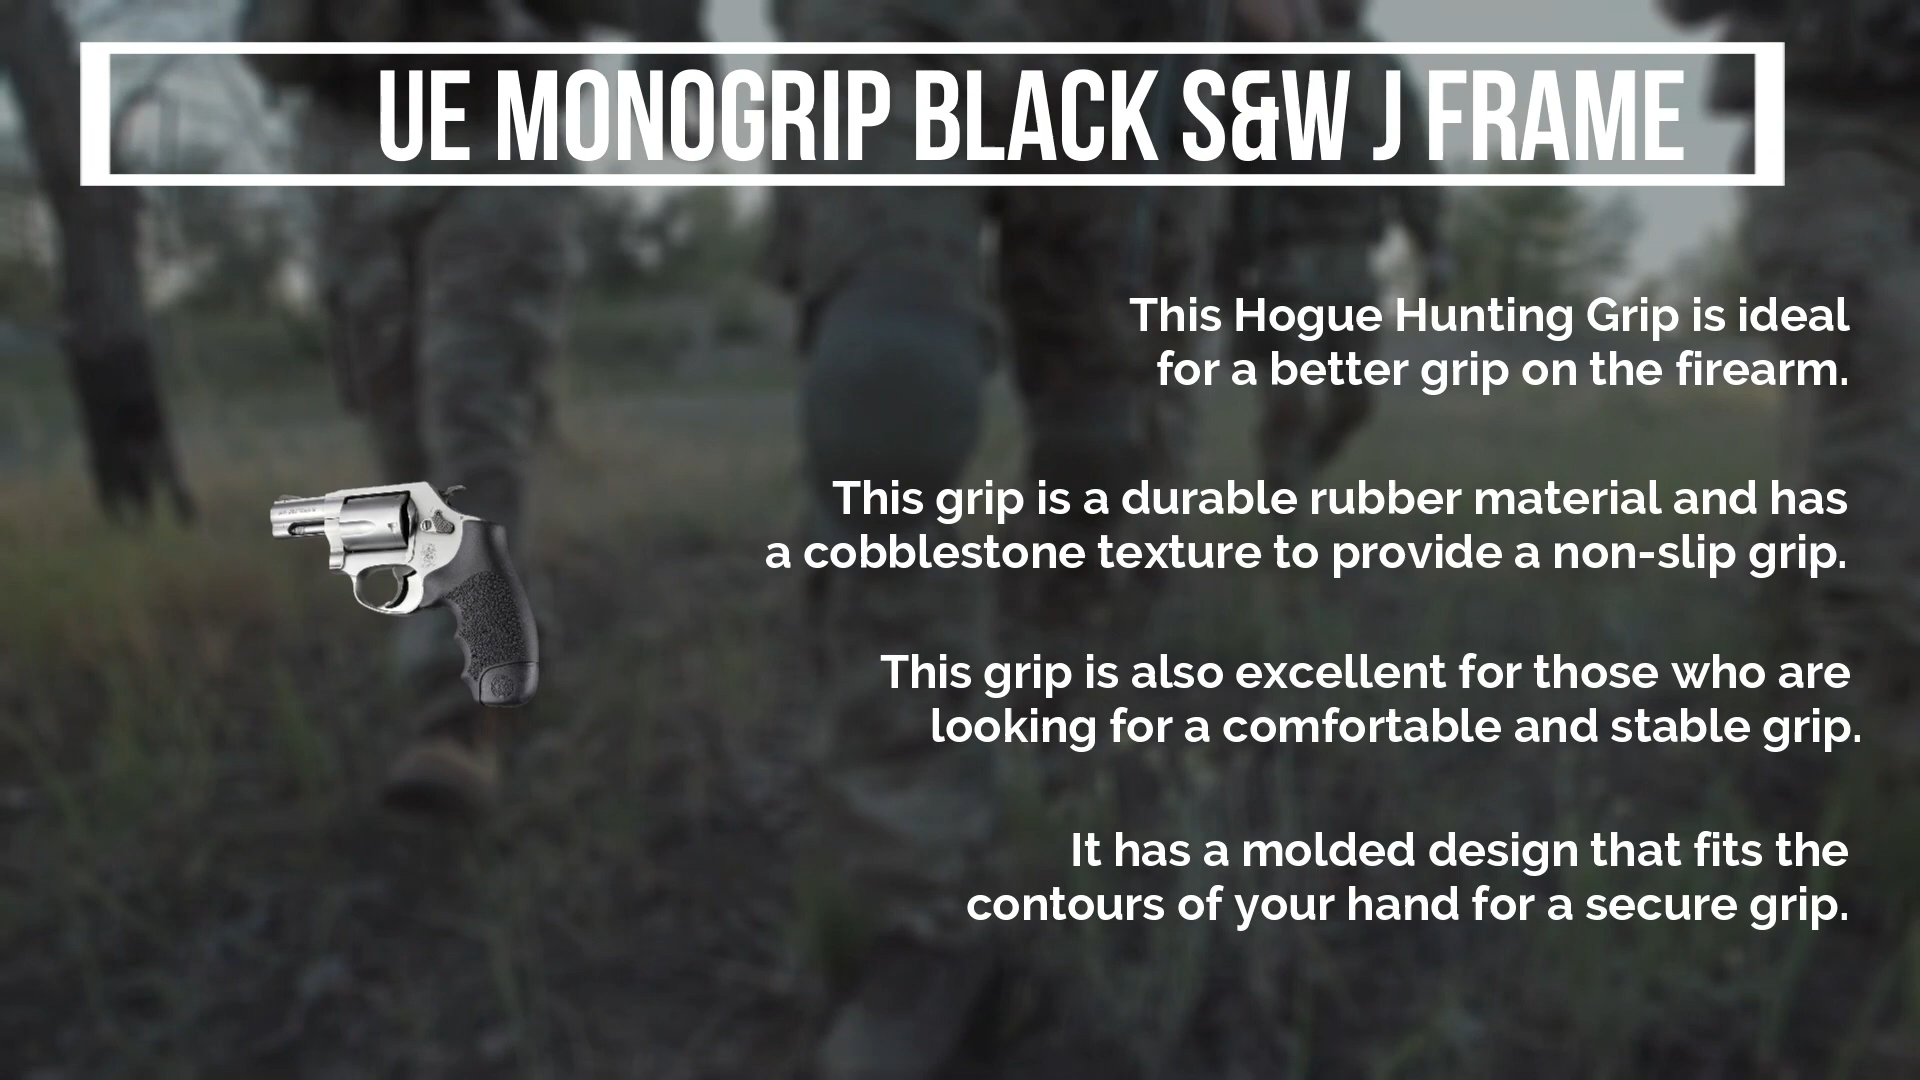 UE MONOGRIP BLACK S&W J FRAME
This Hogue Hunting Grip is ideal
for a better grip on the firearm.
This grip is a durable rubber material and has
a cobblestone texture to provide a non-slip grip.
This grip is also excellent for those who are
looking for a comfortable and stable grip.
It has a molded design that fits the
contours of your hand for a secure grip.